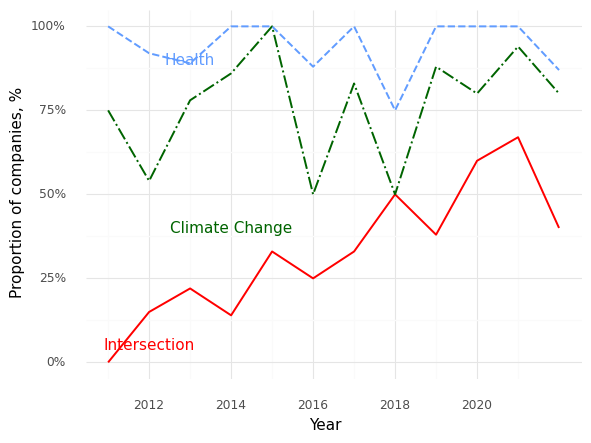 Proportion of companies, %
100%
Health
75%
50%
Climate Change
25%
Intersection
0%
2012 2014 2016 2018 2020
Year